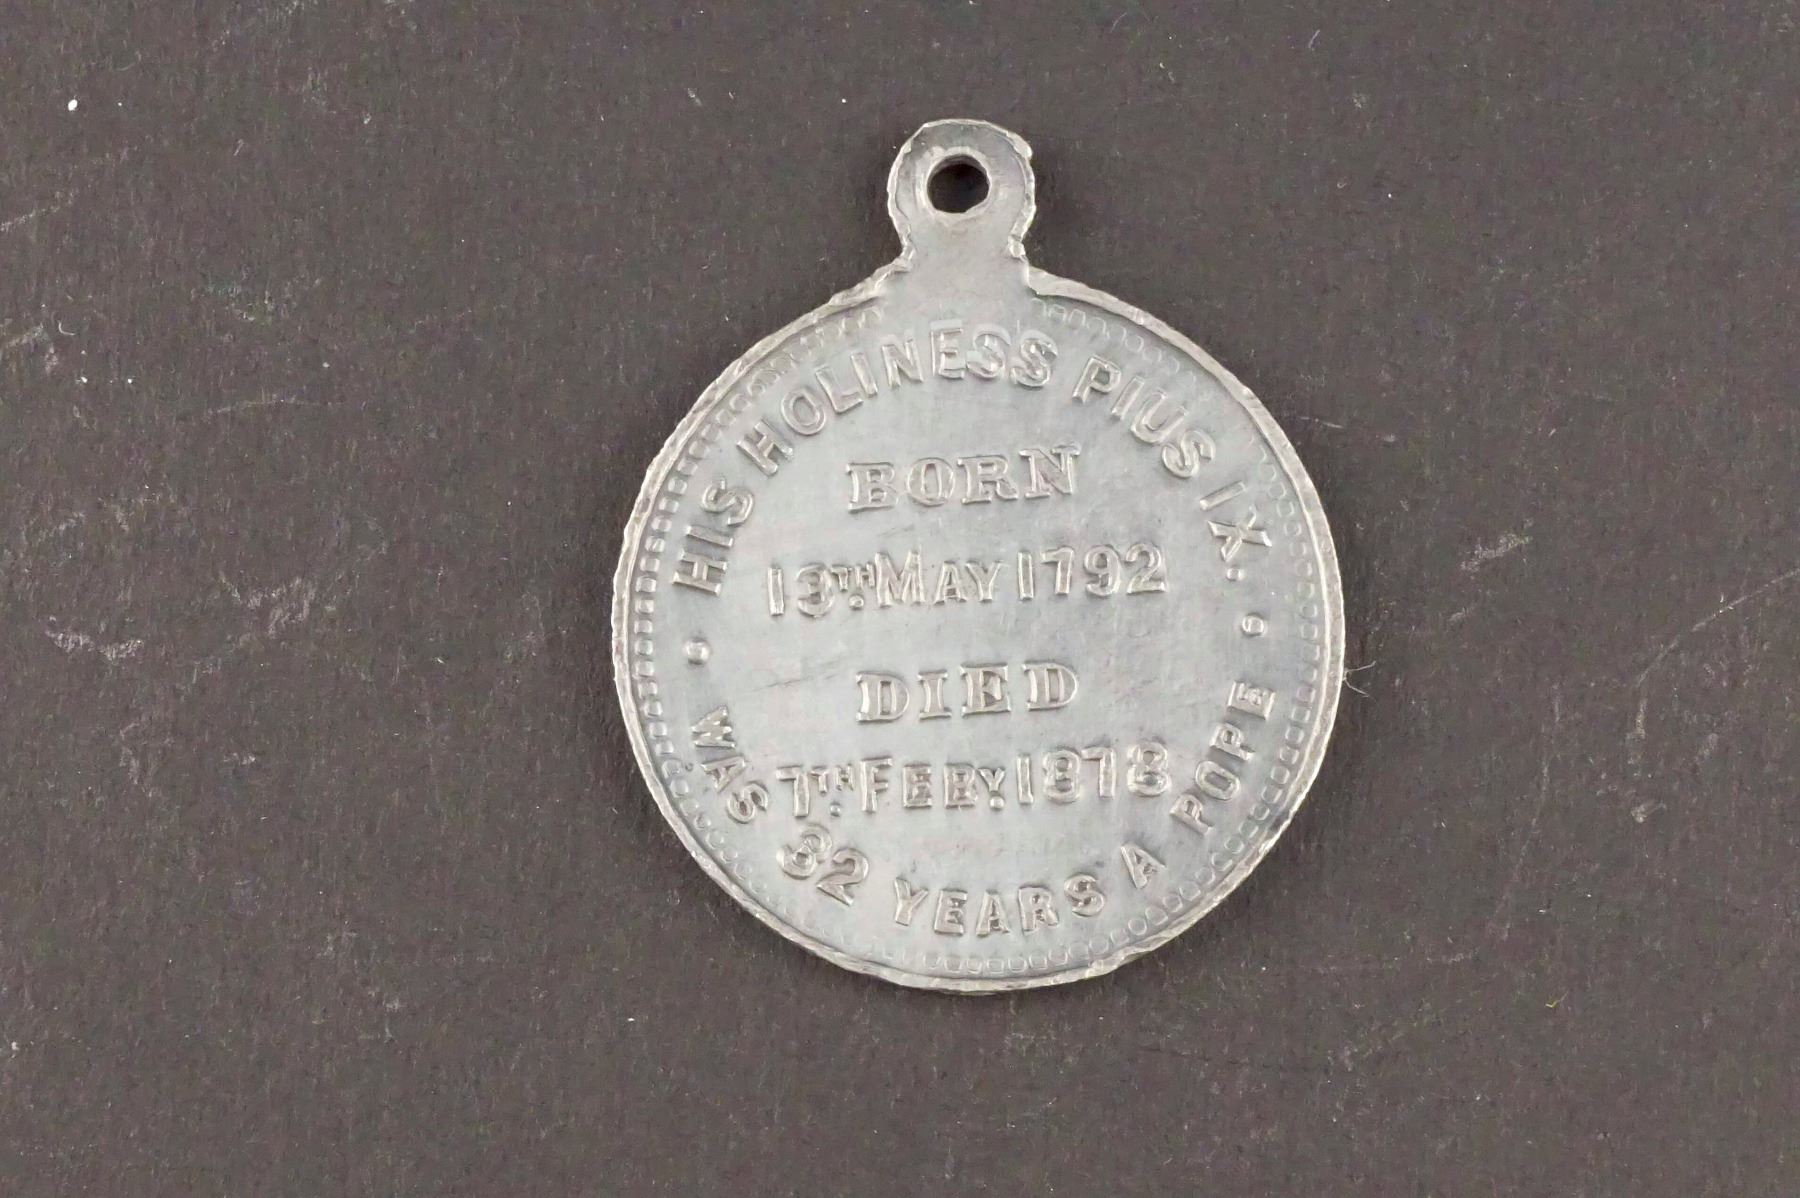 HIS HOLINESS PIUS IX.
BORN
13TH. MAY 1792
DIED
7TH. FEBY. 1878
WAS 32 YEARS A POPE